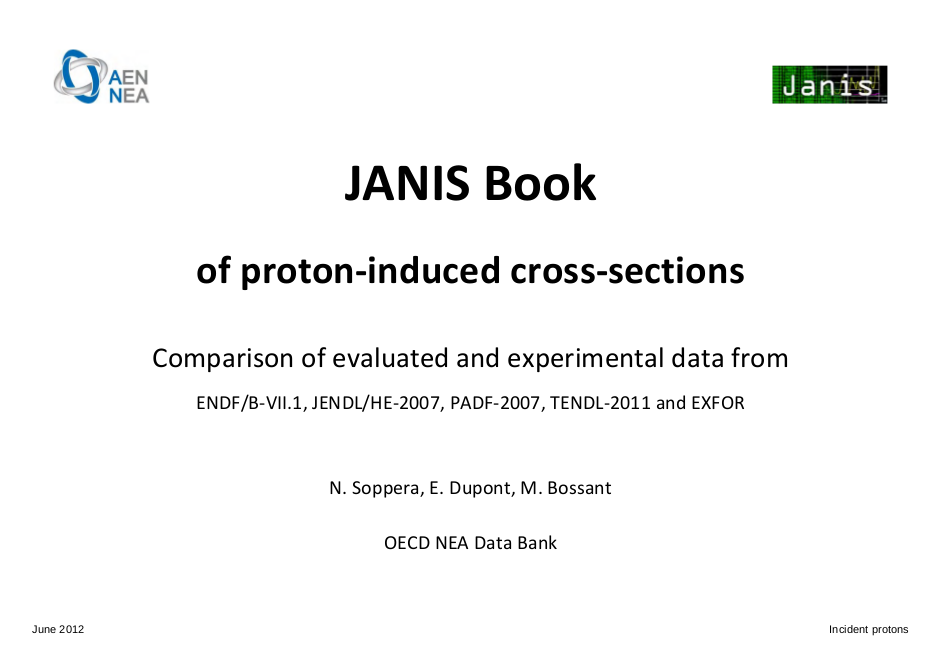 AEN
NEA
Janis
JANIS Book
of proton-induced cross-sections
Comparison of evaluated and experimental data from
ENDF/B-VII.1, JENDL/HE-2007, PADF-2007, TENDL-2011 and EXFOR
N. Soppera, E. Dupont, M. Bossant
OECD NEA Data Bank
June 2012
Incident protons